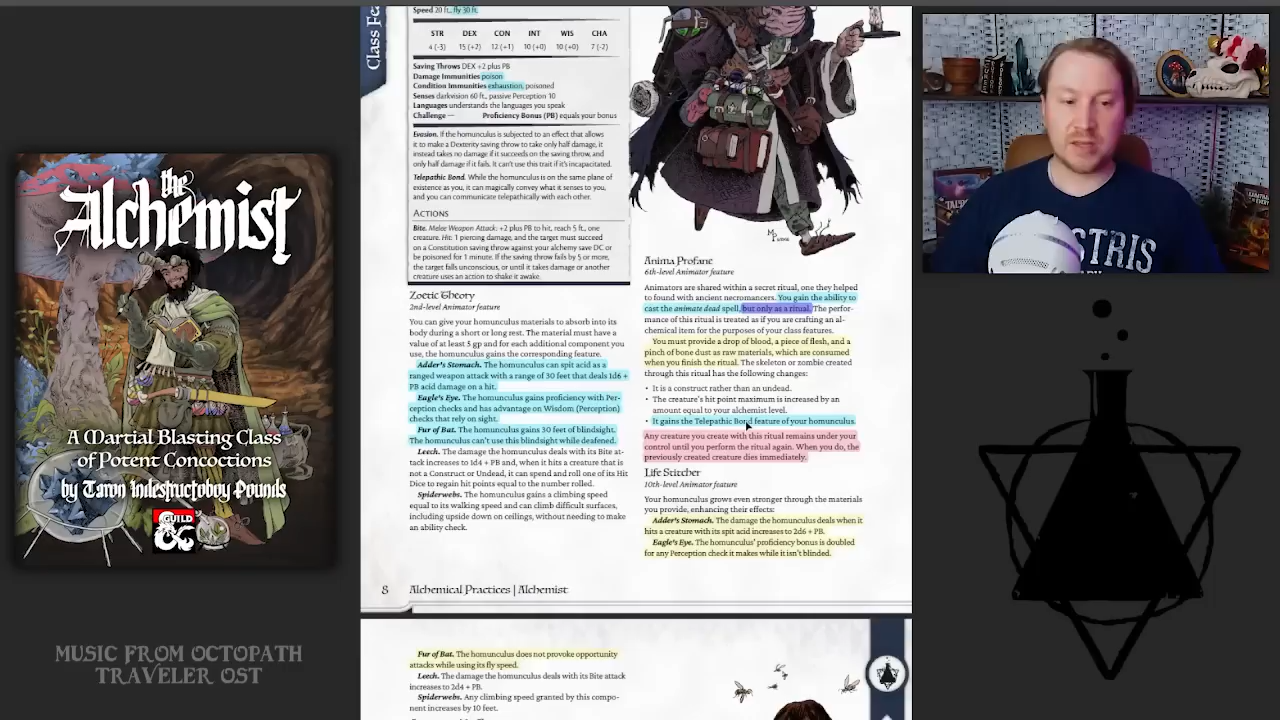 the
Alchemist
A Martial Blasting Class
of Potent Concoctions
by Taron Indestructoboy Pounds
GUILD
MUSIC FROM OCTOPATH
TRAVELER OST
Class Fea
Speed 20 ft., fly 30 ft.
STR DEX CON INT WIS CHA
4 (-3) 15 (+2) 12 (+1) 10 (+0) 10 (+0) 7 (-2)
Saving Throws DEX +2 plus PB
Damage Immunities poison
Condition Immunities exhaustion, poisoned
Senses darkvision 60 ft., passive Perception 10
Languages understands the languages you speak
Challenge — Proficiency Bonus (PB) equals your bonus
Evasion. If the homunculus is subjected to an effect that allows
it to make a Dexterity saving throw to take only half damage, it
instead takes no damage if it succeeds on the saving throw, and
only half damage if it fails. It can't use this trait if it's incapacitated.
Telepathic Bond. While the homunculus is on the same plane of
existence as you, it can magically convey what it senses to you,
and you can communicate telepathically with each other.
ACTIONS
Bite. Melee Weapon Attack: +2 plus PB to hit, reach 5 ft., one
creature. Hit: 1 piercing damage, and the target must succeed
on a Constitution saving throw against your alchemy save DC or
be poisoned for 1 minute. If the saving throw fails by 5 or more,
the target falls unconscious, or until it takes damage or another
creature uses an action to shake it awake.
Zoetic Theory
2nd-level Animator feature
You can give your homunculus materials to absorb into its
body during a short or long rest. The material must have a
value of at least 5 gp and for each additional component you
use, the homunculus gains the corresponding feature.
Adder's Stomach. The homunculus can spit acid as a
ranged weapon attack with a range of 30 feet that deals 1d6 +
PB acid damage on a hit.
Eagle's Eye. The homunculus gains proficiency with Per-
ception checks and has advantage on Wisdom (Perception)
checks that rely on sight.
Fur of Bat. The homunculus gains 30 feet of blindsight.
The homunculus can't use this blindsight while deafened.
Leech. The damage the homunculus deals with its Bite at-
tack increases to 1d4 + PB and, when it hits a creature that is
not a Construct or Undead, it can spend and roll one of its Hit
Dice to regain hit points equal to the number rolled.
Spiderwebs. The homunculus gains a climbing speed
equal to its walking speed and can climb difficult surfaces,
including upside down on ceilings, without needing to make
an ability check.
Anima Profane
6th-level Animator feature
Animators are shared within a secret ritual, one they helped
to found with ancient necromancers. You gain the ability to
cast the animate dead spell, but only as a ritual. The perfor-
mance of this ritual is treated as if you are crafting an al-
chemical item for the purposes of your class features.
You must provide a drop of blood, a piece of flesh, and a
pinch of bone dust as raw materials, which are consumed
when you finish the ritual. The skeleton or zombie created
through this ritual has the following changes:
• It is a construct rather than an undead.
• The creature's hit point maximum is increased by an
amount equal to your alchemist level.
• It gains the Telepathic Bond feature of your homunculus.
Any creature you create with this ritual remains under your
control until you perform the ritual again. When you do, the
previously created creature dies immediately.
Life Stitcher
10th-level Animator feature
Your homunculus grows even stronger through the materials
you provide, enhancing their effects:
Adder's Stomach. The damage the homunculus deals when it
hits a creature with its spit acid increases to 2d6 + PB.
Eagle's Eye. The homunculus' proficiency bonus is doubled
for any Perception check it makes while it isn't blinded.
8 Alchemical Practices | Alchemist
Fur of Bat. The homunculus does not provoke opportunity
attacks while using its fly speed.
Leech. The damage the homunculus deals with its Bite attack
increases to 2d4 + PB.
Spiderwebs. Any climbing speed granted by this compo-
nent increases by 10 feet.
STRIS